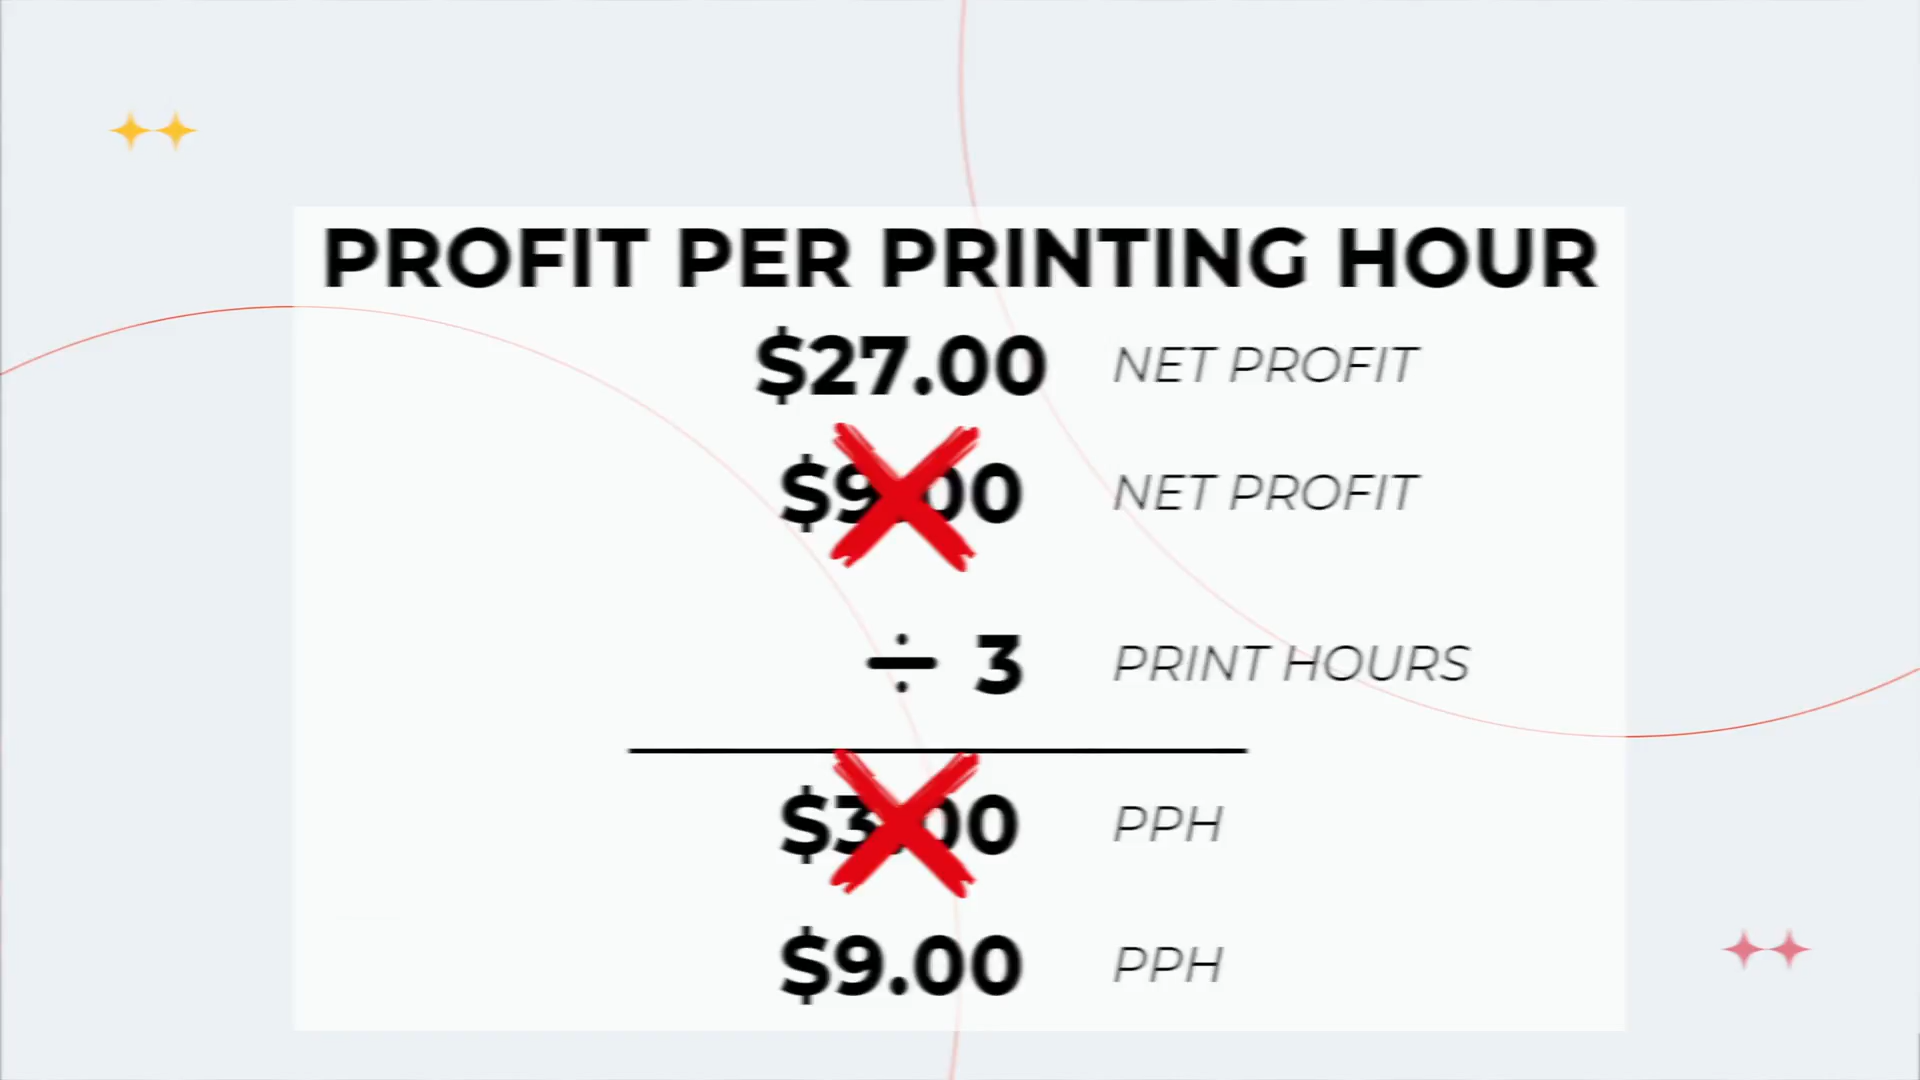 PROFIT PER PRINTING HOUR
$27.00 NET PROFIT
$9.00 NET PROFIT
÷ 3 PRINT HOURS
$3.00 PPH
$9.00 PPH